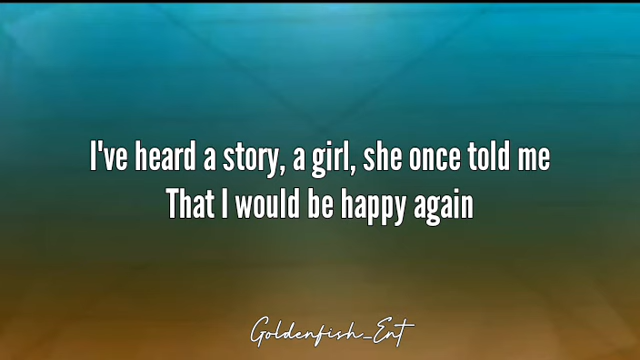 I've heard a story, a girl, she once told me
That I would be happy again
Goldenfish_Ent